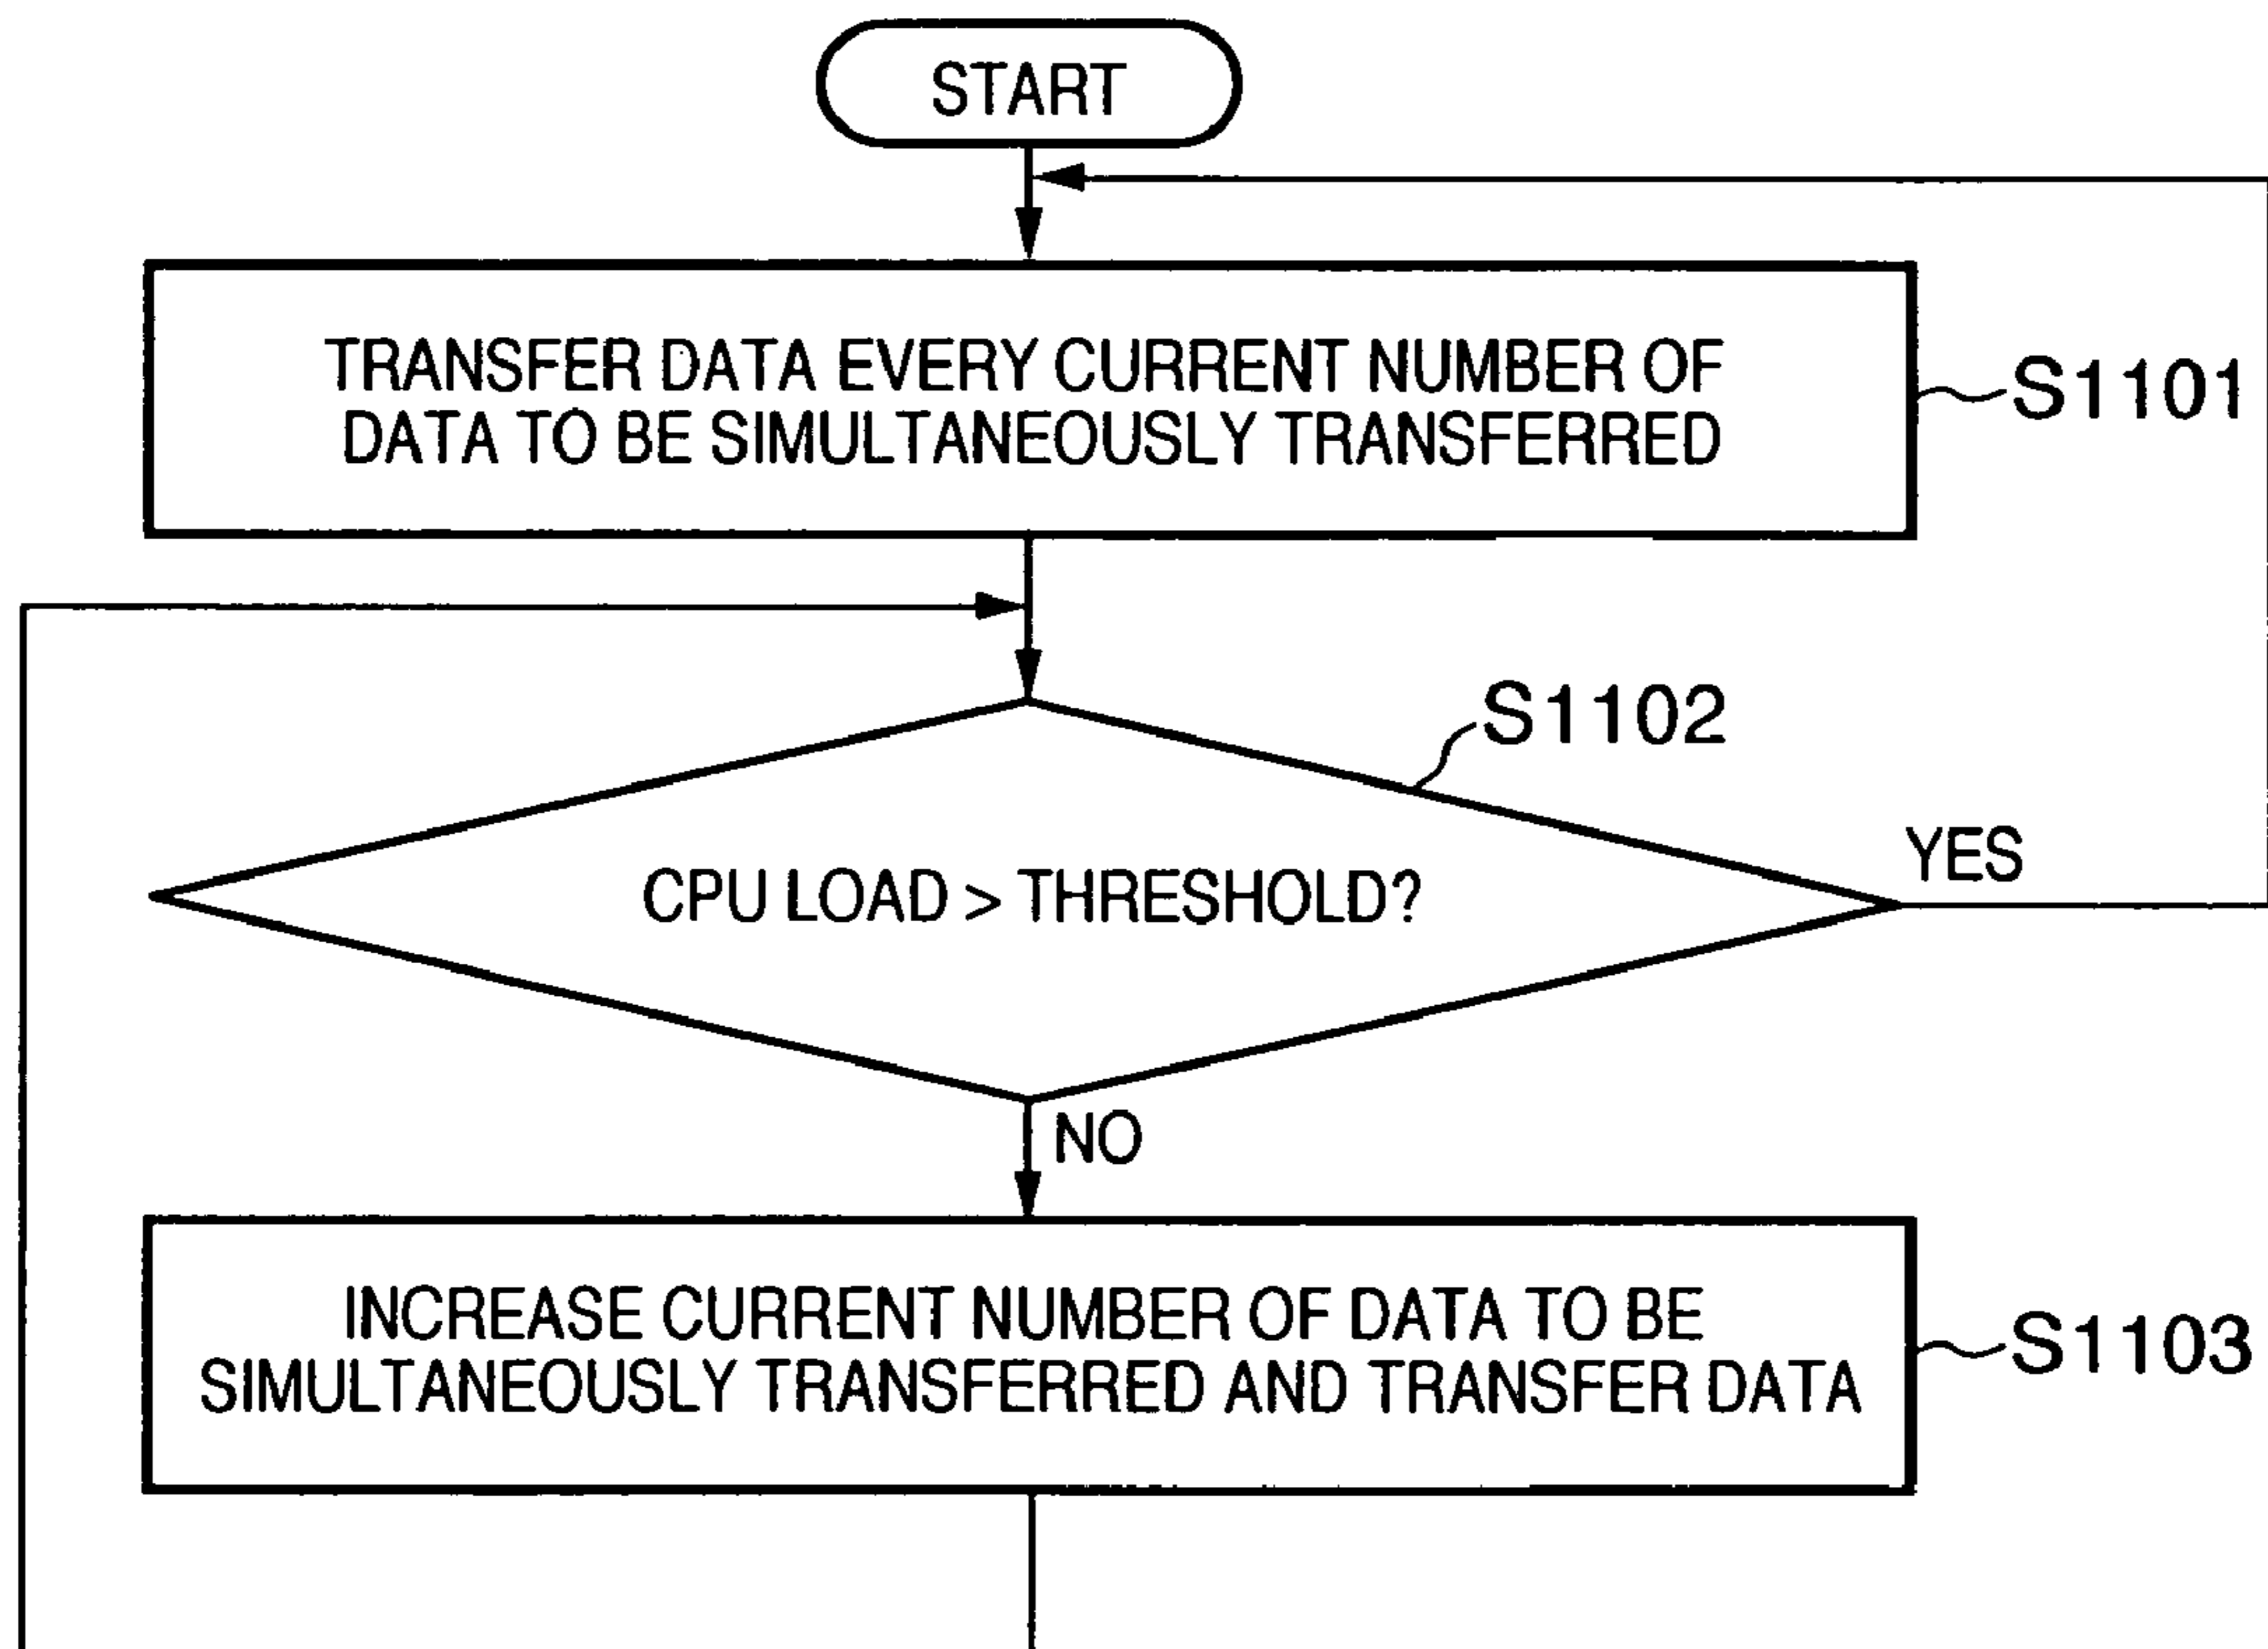 START
TRANSFER DATA EVERY CURRENT NUMBER OF
DATA TO BE SIMULTANEOUSLY TRANSFERRED
S1101
S1102
CPU LOAD > THRESHOLD?
YES
NO
INCREASE CURRENT NUMBER OF DATA TO BE
SIMULTANEOUSLY TRANSFERRED AND TRANSFER DATA
S1103